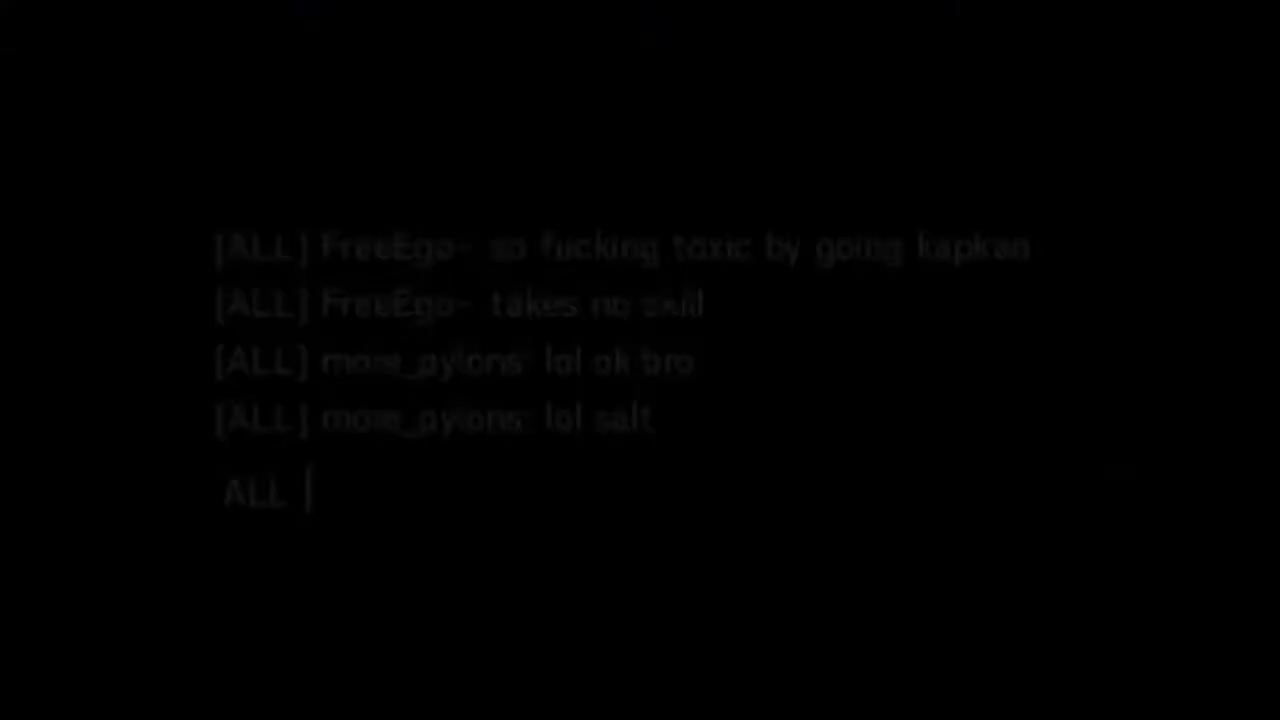 [ALL] FreeEgo-: so fucking toxic by going kapkan
[ALL] FreeEgo-: takes no skill
[ALL] more_pylons: lol ok bro
[ALL] more_pylons: lol salt
ALL